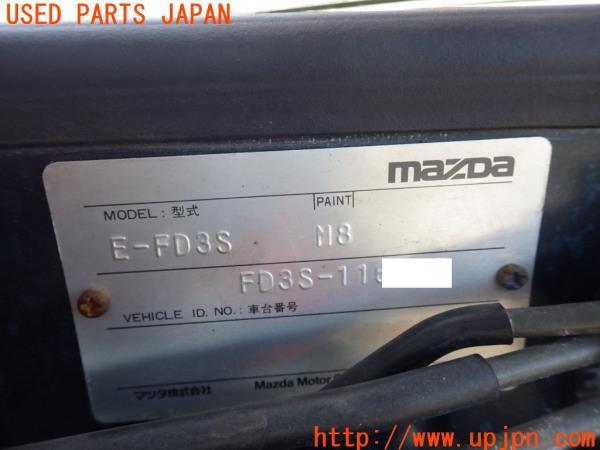 USED PARTS JAPAN
mazda
MODEL: 型式 PAINT
E-FD3S M8
FD3S-116
VEHICLE ID. NO.: 車台番号
マツダ株式会社 Mazda Motor
http://www.upjpn.com/